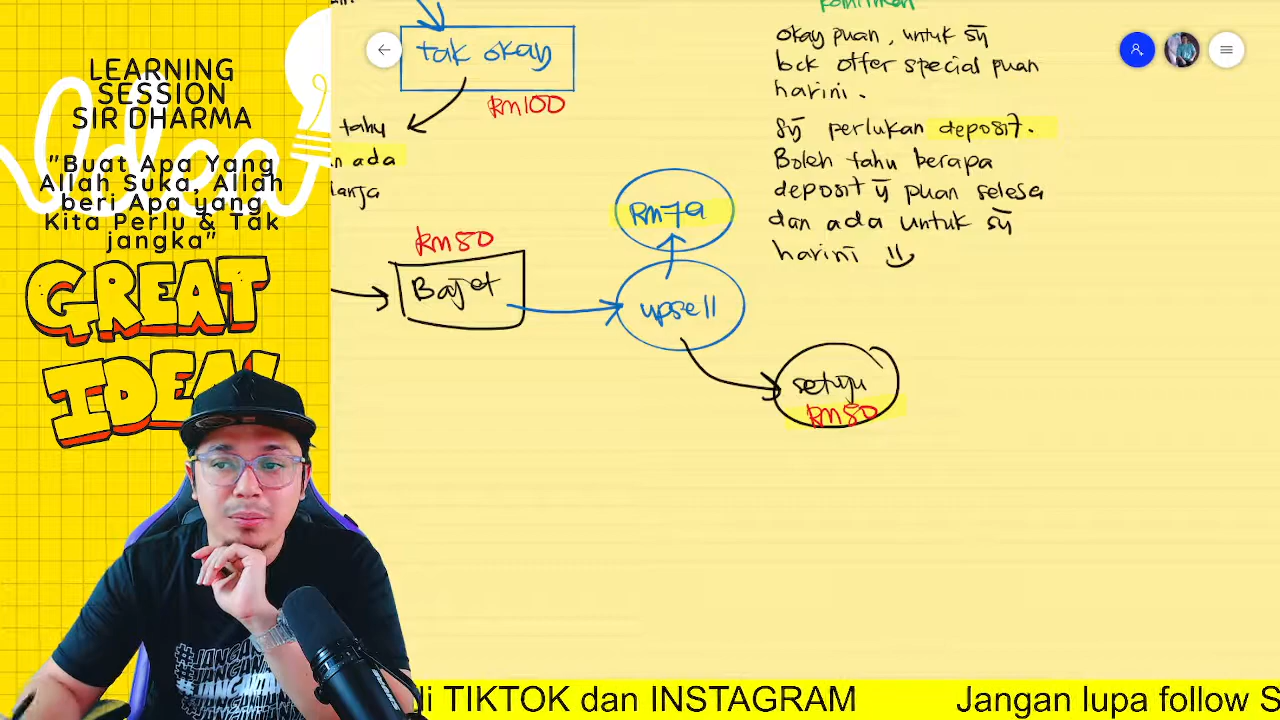 LEARNING
SESSION
SIR DHARMA
"Buat Apa Yang
Allah Suka, Allah
beri Apa yang
Kita Perlu & Tak
jangka"
GREAT
IDEA
tak okay
RM100
tahu
n ada
RM80
Bajet
upsell
RM79
setuju
RM80
komitmen
okay puan, untuk sy
bck offer special puan
harini.
sy perlukan deposit.
Boleh tahu berapa
deposit y puan selesa
dan ada untuk sy
harini
#JANGAN
di TIKTOK dan INSTAGRAM
Jangan lupa follow S